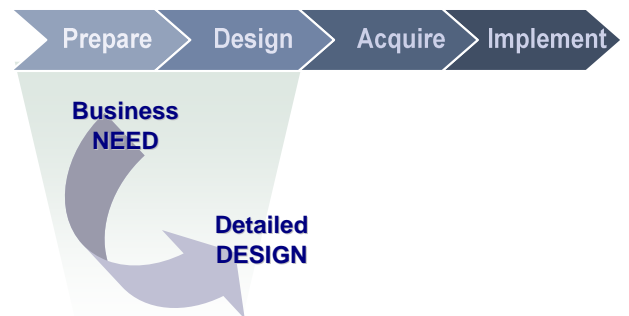 Prepare Design Acquire Implement
Business
NEED
Detailed
DESIGN